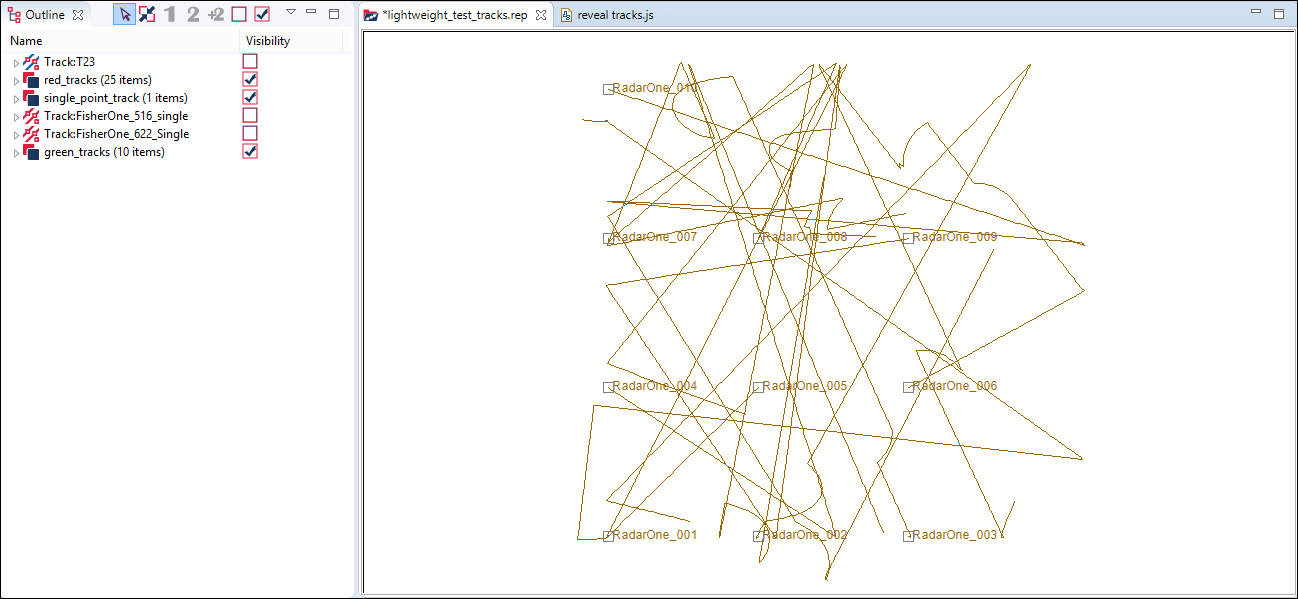 Outline
1 2 +2
*lightweight_test_tracks.rep
reveal tracks.js
Name Visibility
Track:T23
red_tracks (25 items)
single_point_track (1 items)
Track:FisherOne_516_single
Track:FisherOne_622_Single
green_tracks (10 items)
RadarOne_010
RadarOne_007 RadarOne_008 RadarOne_009
RadarOne_004 RadarOne_005 RadarOne_006
RadarOne_001 RadarOne_002 RadarOne_003